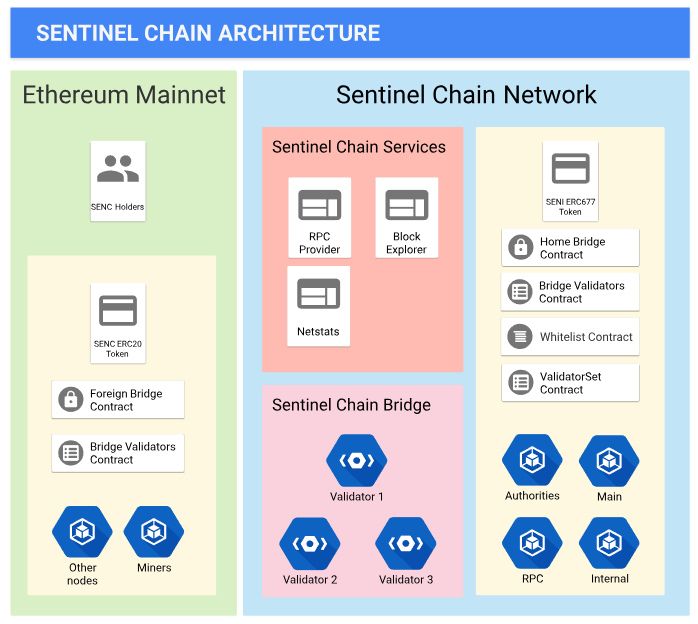 SENTINEL CHAIN ARCHITECTURE
Ethereum Mainnet
SENC Holders
SENC ERC20
Token
Foreign Bridge
Contract
Bridge Validators
Contract
Other
nodes
Miners
Sentinel Chain Network
Sentinel Chain Services
RPC
Provider
Block
Explorer
Netstats
Sentinel Chain Bridge
Validator 1
Validator 2
Validator 3
SENI ERC677
Token
Home Bridge
Contract
Bridge Validators
Contract
Whitelist Contract
ValidatorSet
Contract
Authorities
Main
RPC
Internal